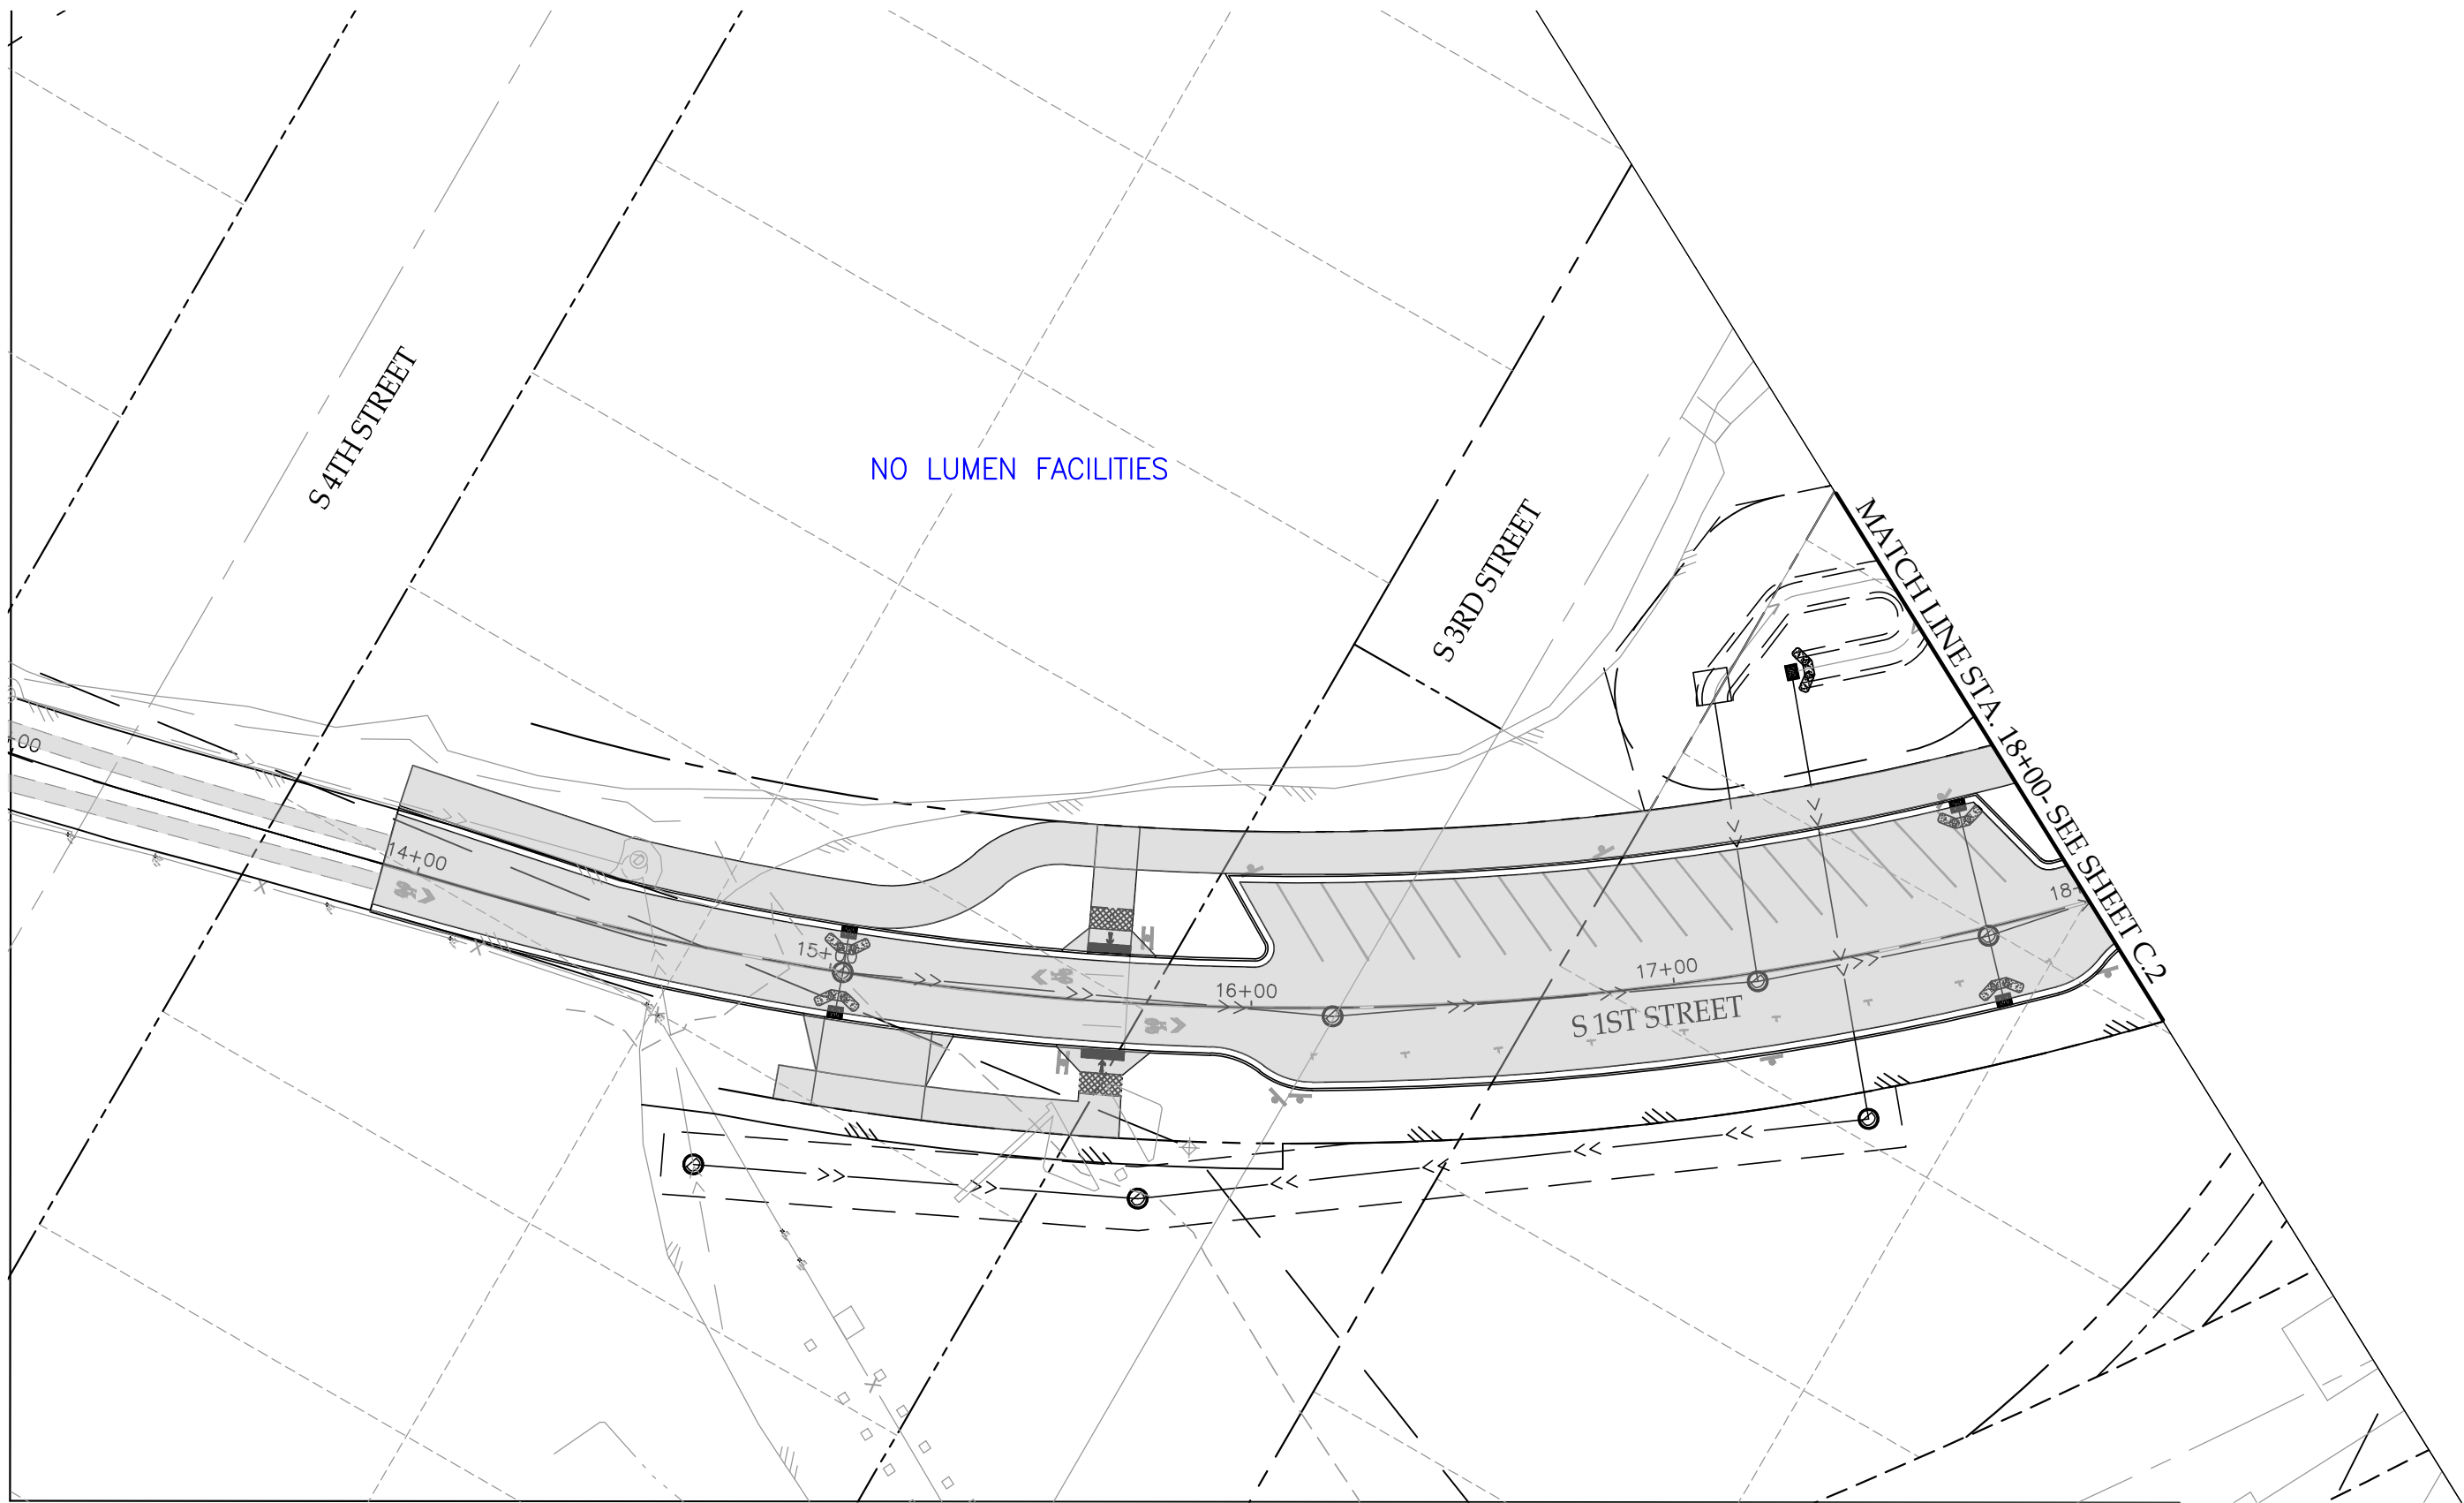 S 4TH STREET
NO LUMEN FACILITIES
S 3RD STREET
MATCH LINE STA. 18+00 - SEE SHEET C.2
+00
14+00
15+
16+00
17+00
18+
S 1ST STREET